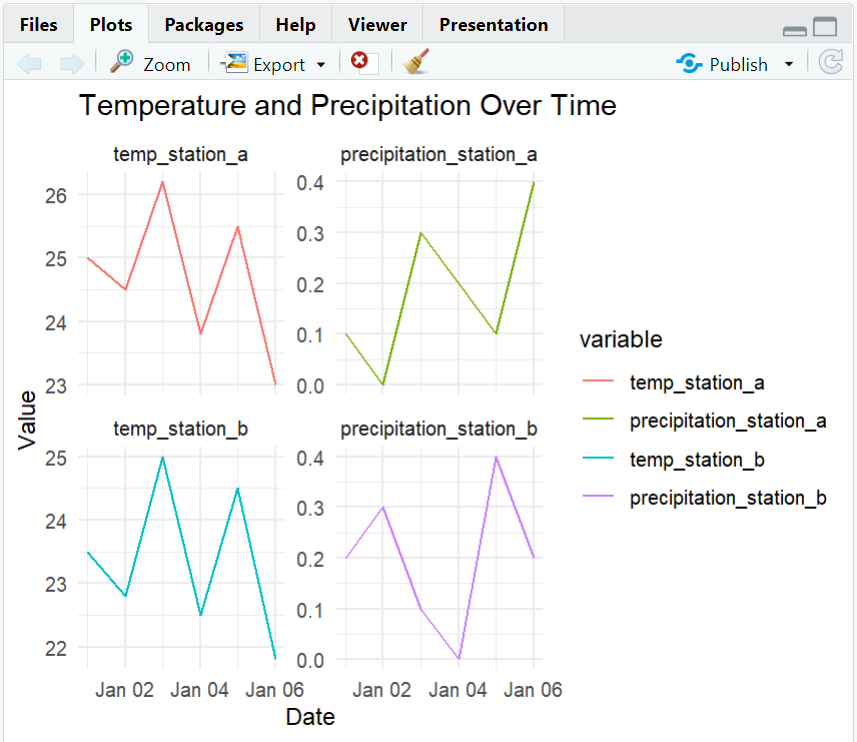 Files Plots Packages Help Viewer Presentation
Zoom Export Publish
Temperature and Precipitation Over Time
temp_station_a precipitation_station_a
26
25
24
23
0.4
0.3
0.2
0.1
0.0
Value
temp_station_b precipitation_station_b
25
24
23
22
0.4
0.3
0.2
0.1
0.0
Jan 02 Jan 04 Jan 06 Jan 02 Jan 04 Jan 06
Date
variable
temp_station_a
precipitation_station_a
temp_station_b
precipitation_station_b